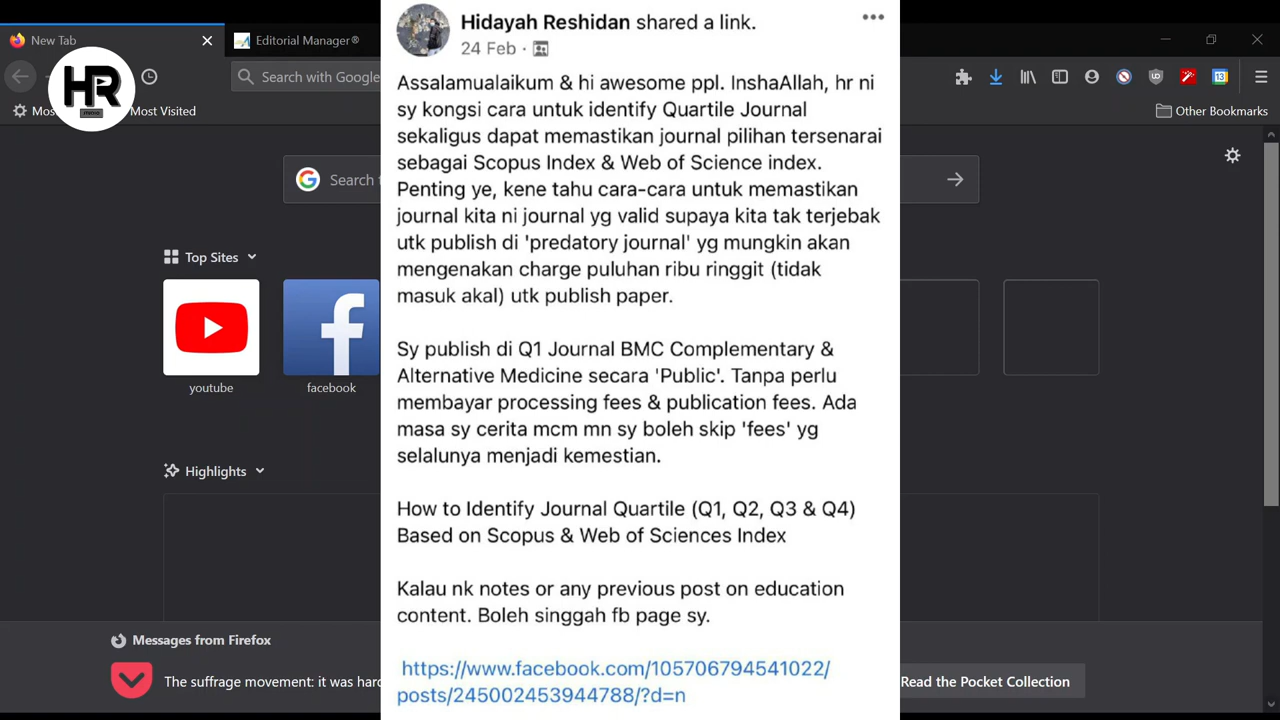 New Tab
Editorial Manager®
HR
Search with Google
Mos
Most Visited
Other Bookmarks
Search t
Top Sites
youtube
facebook
Highlights
Messages from Firefox
The suffrage movement: it was hard
Read the Pocket Collection
Hidayah Reshidan shared a link.
24 Feb ·
Assalamualaikum & hi awesome ppl. InshaAllah, hr ni
sy kongsi cara untuk identify Quartile Journal
sekaligus dapat memastikan journal pilihan tersenarai
sebagai Scopus Index & Web of Science index.
Penting ye, kene tahu cara-cara untuk memastikan
journal kita ni journal yg valid supaya kita tak terjebak
utk publish di 'predatory journal' yg mungkin akan
mengenakan charge puluhan ribu ringgit (tidak
masuk akal) utk publish paper.
Sy publish di Q1 Journal BMC Complementary &
Alternative Medicine secara 'Public'. Tanpa perlu
membayar processing fees & publication fees. Ada
masa sy cerita mcm mn sy boleh skip 'fees' yg
selalunya menjadi kemestian.
How to Identify Journal Quartile (Q1, Q2, Q3 & Q4)
Based on Scopus & Web of Sciences Index
Kalau nk notes or any previous post on education
content. Boleh singgah fb page sy.
https://www.facebook.com/105706794541022/
posts/245002453944788/?d=n